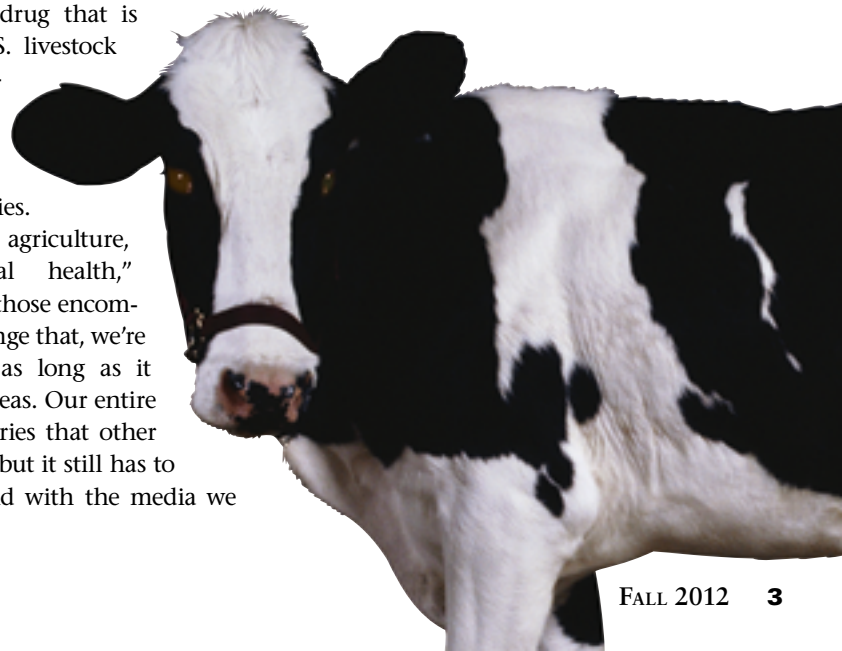 drug that is
S. livestock
ies.
agriculture,
al health,”
those encom-
nge that, we’re
as long as it
eas. Our entire
ries that other
but it still has to
d with the media we
FALL 2012 3